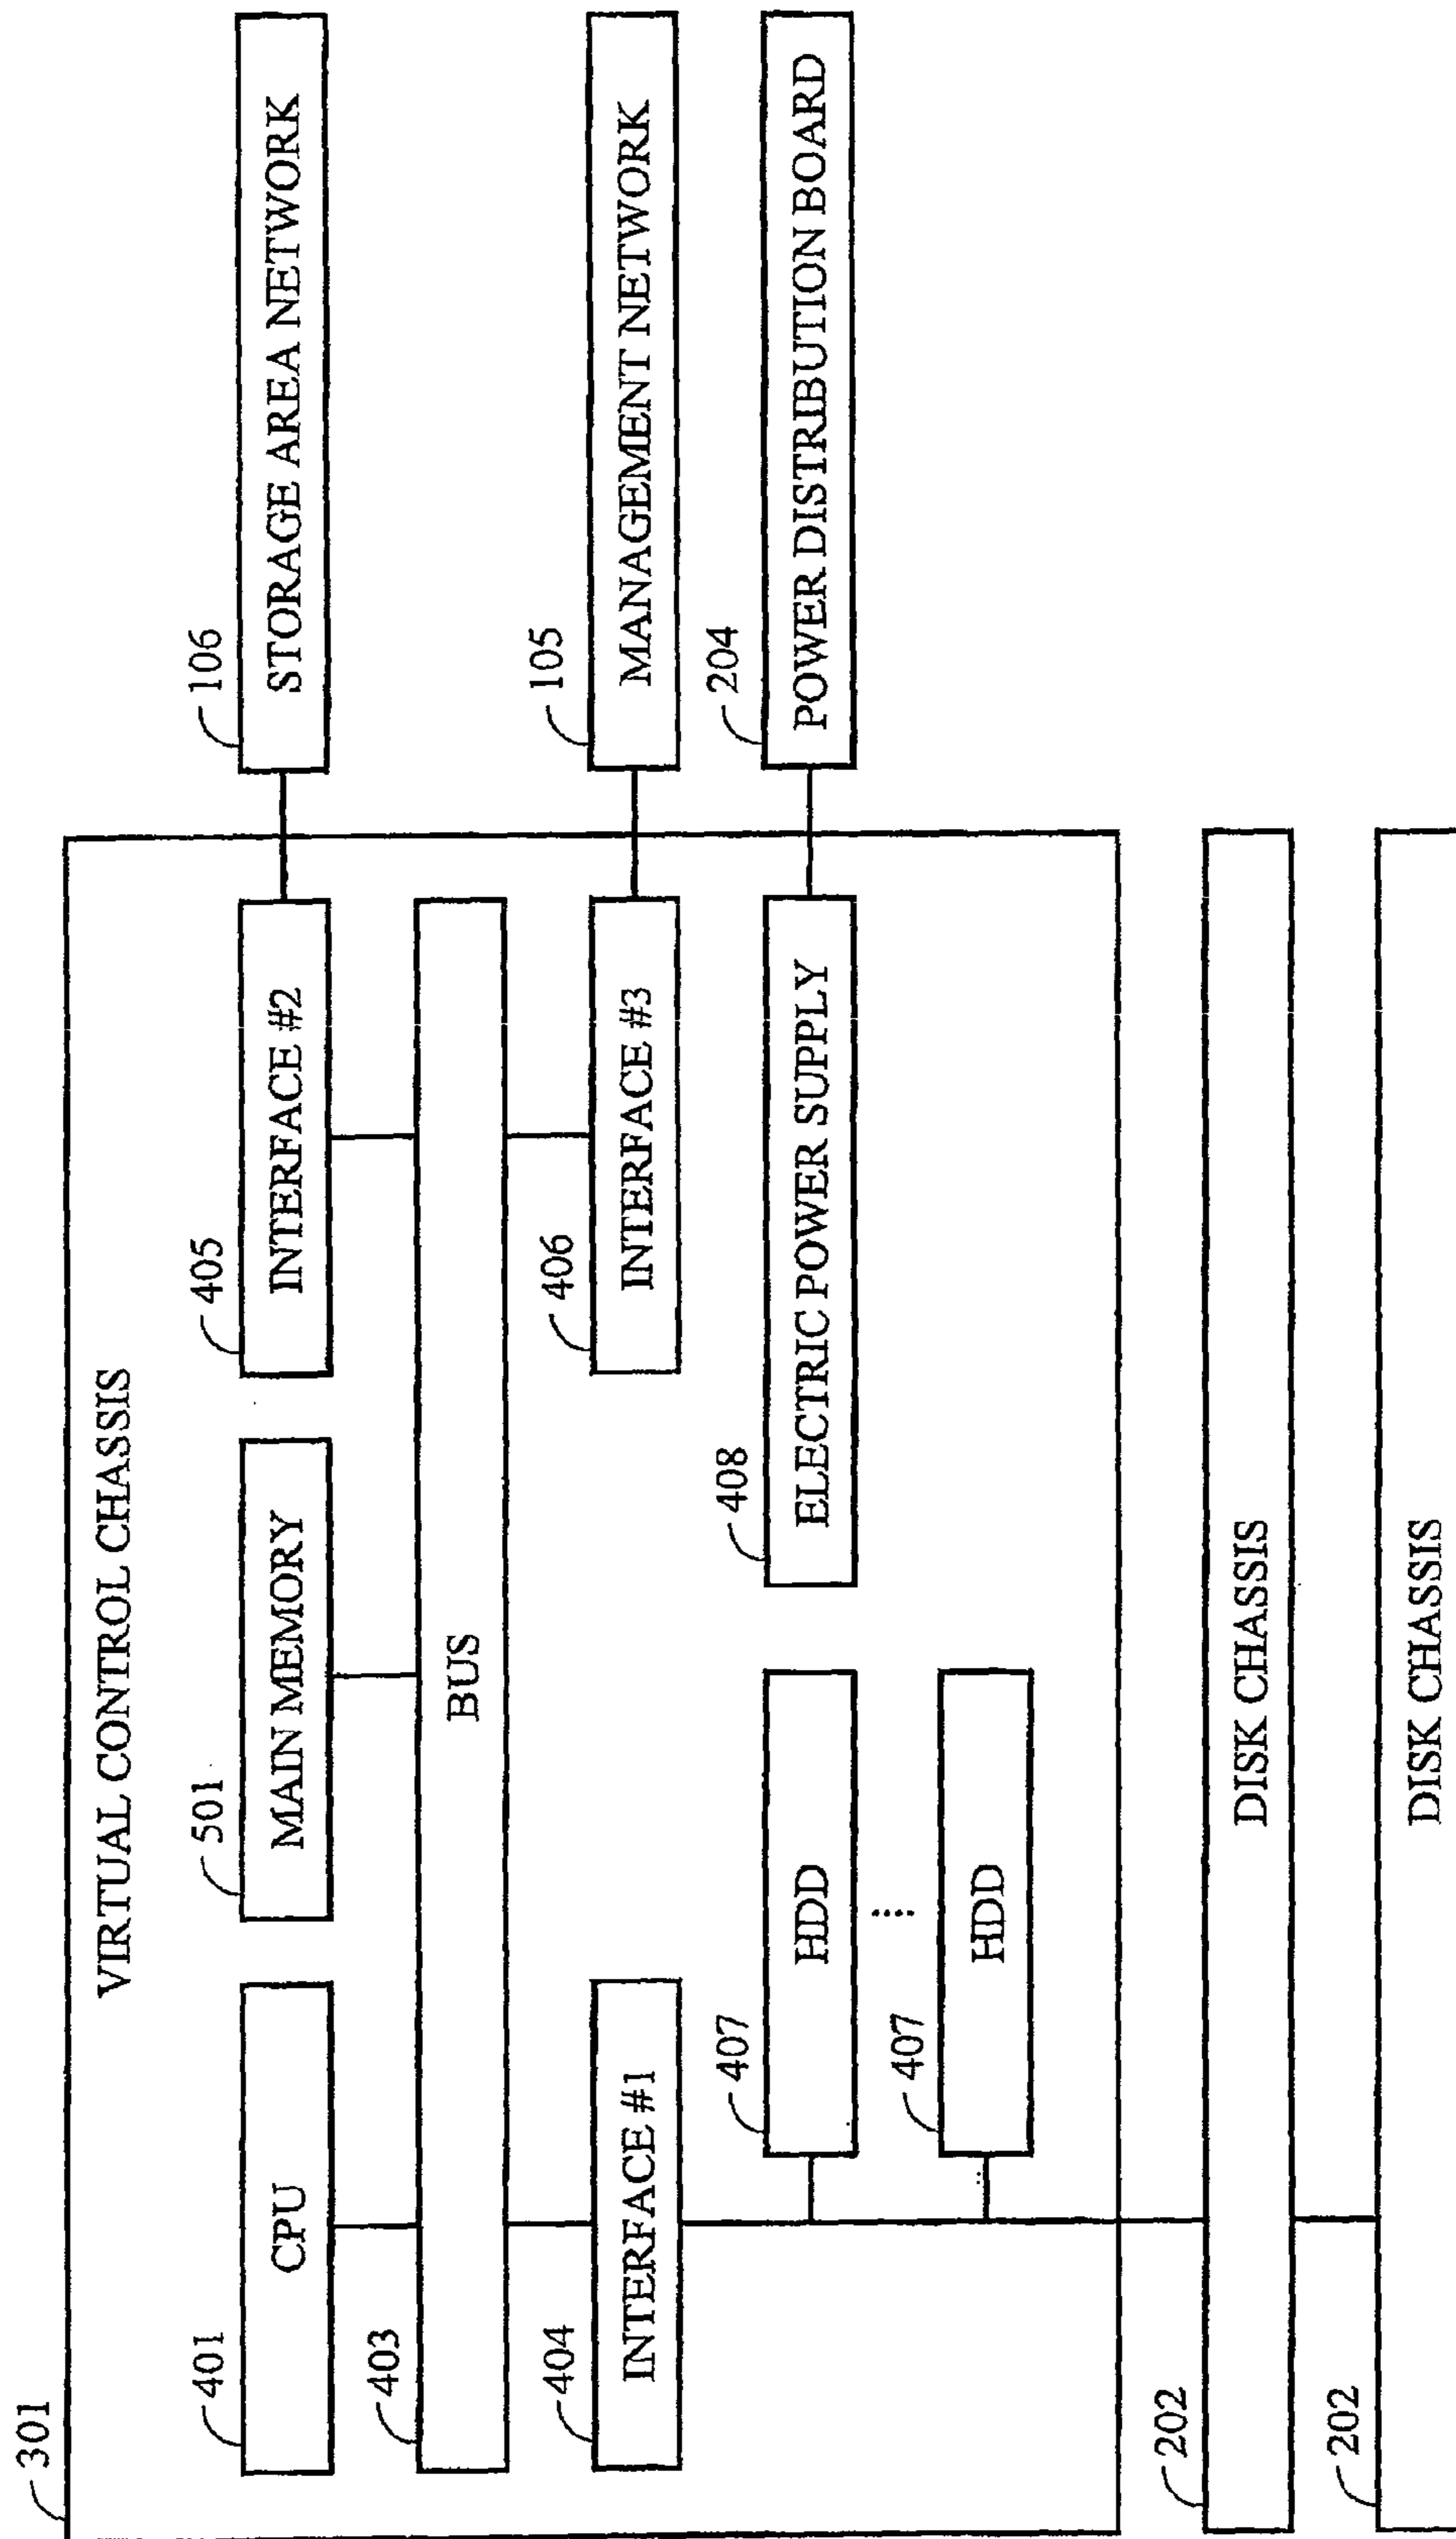 301
VIRTUAL CONTROL CHASSIS
401
CPU
501
MAIN MEMORY
405
INTERFACE #2
106
STORAGE AREA NETWORK
403
BUS
404
INTERFACE #1
406
INTERFACE #3
105
MANAGEMENT NETWORK
407
HDD
408
ELECTRIC POWER SUPPLY
204
POWER DISTRIBUTION BOARD
407
HDD
202
DISK CHASSIS
202
DISK CHASSIS